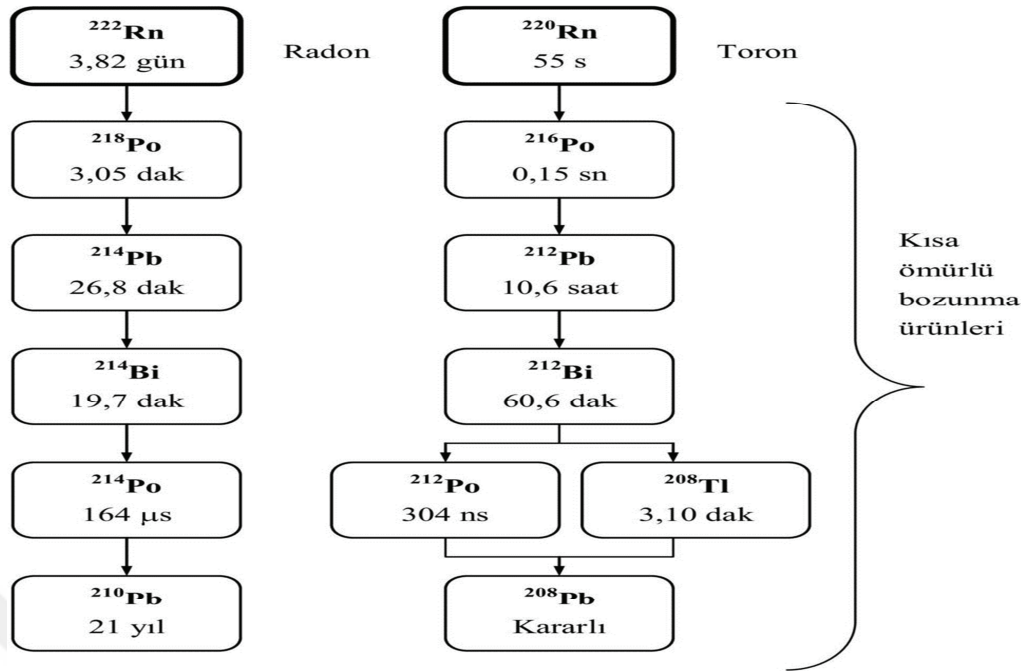 ²²²Rn
3,82 gün
Radon
²¹⁸Po
3,05 dak
²¹⁴Pb
26,8 dak
²¹⁴Bi
19,7 dak
²¹⁴Po
164 µs
²¹⁰Pb
21 yıl
²²⁰Rn
55 s
Toron
²¹⁶Po
0,15 sn
²¹²Pb
10,6 saat
²¹²Bi
60,6 dak
²¹²Po
304 ns
²⁰⁸Tl
3,10 dak
²⁰⁸Pb
Kararlı
Kısa
ömürlü
bozunma
ürünleri